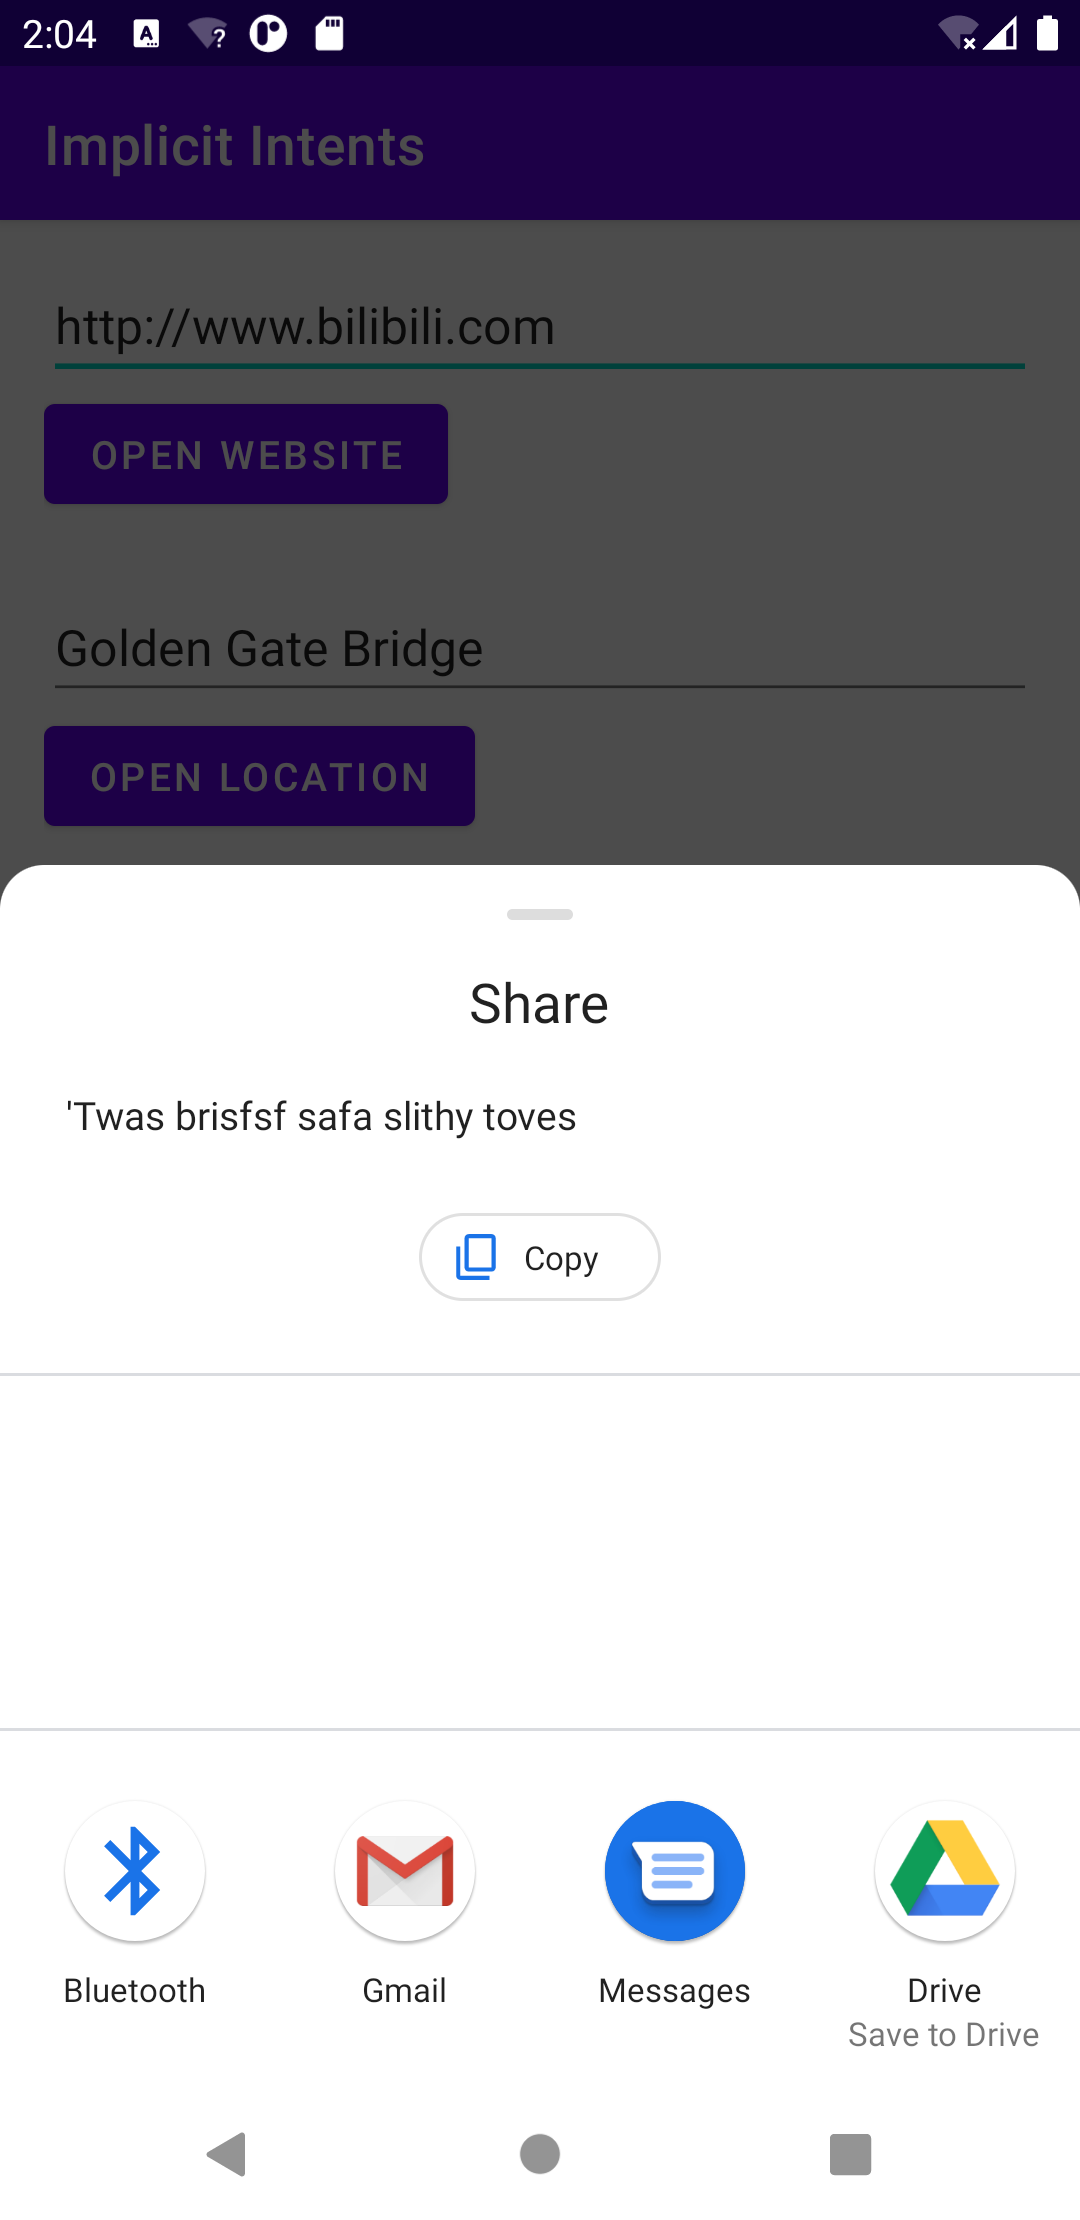 2:04
Implicit Intents
http://www.bilibili.com
OPEN WEBSITE
Golden Gate Bridge
OPEN LOCATION
Share
'Twas brisfsf safa slithy toves
Copy
Bluetooth
Gmail
Messages
Drive
Save to Drive